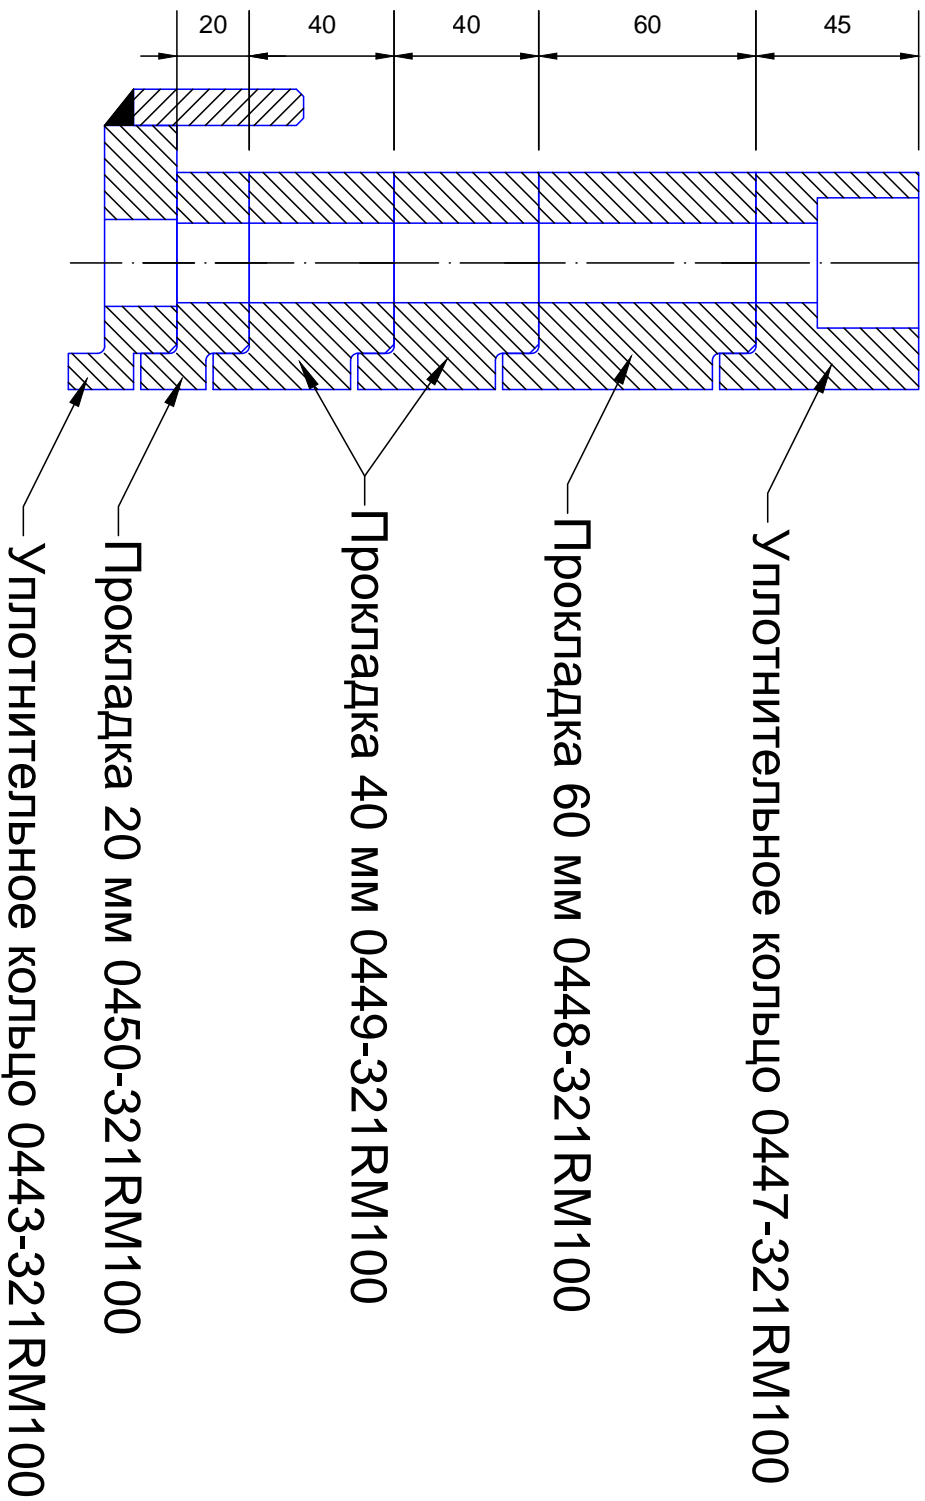 20
40
40
60
45
Уплотнительное кольцо 0447-321RM100
Прокладка 60 мм 0448-321RM100
Прокладка 40 мм 0449-321RM100
Прокладка 20 мм 0450-321RM100
Уплотнительное кольцо 0443-321RM100